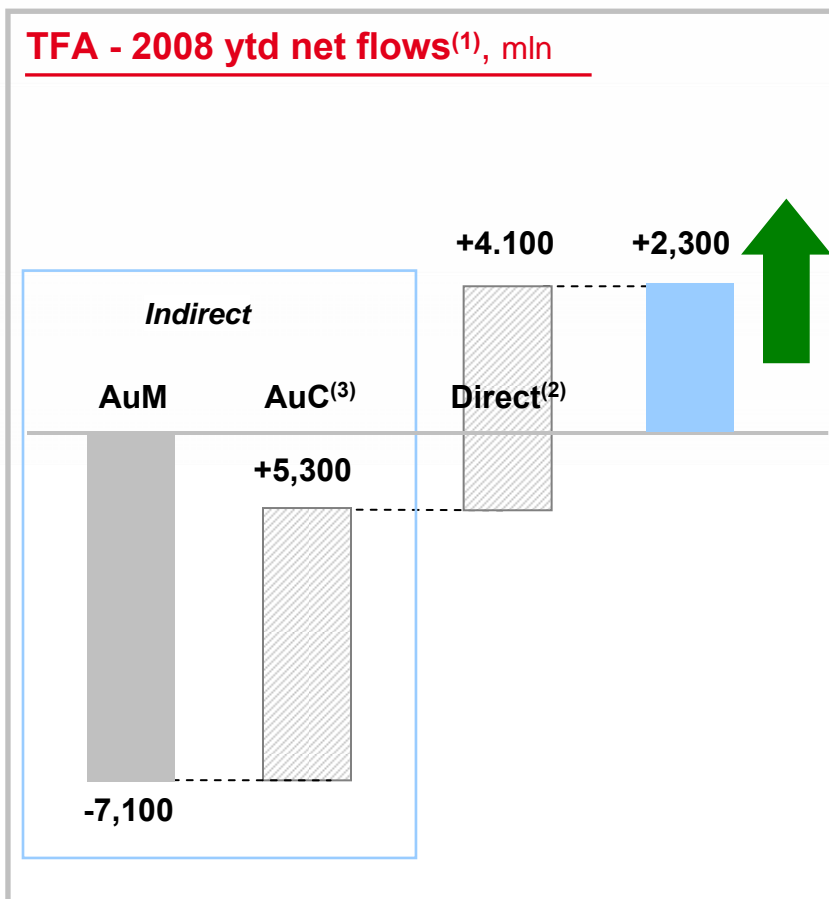 TFA - 2008 ytd net flows(1), mln
+4.100 +2,300
Indirect
AuM AuC(3) Direct(2)
+5,300
-7,100